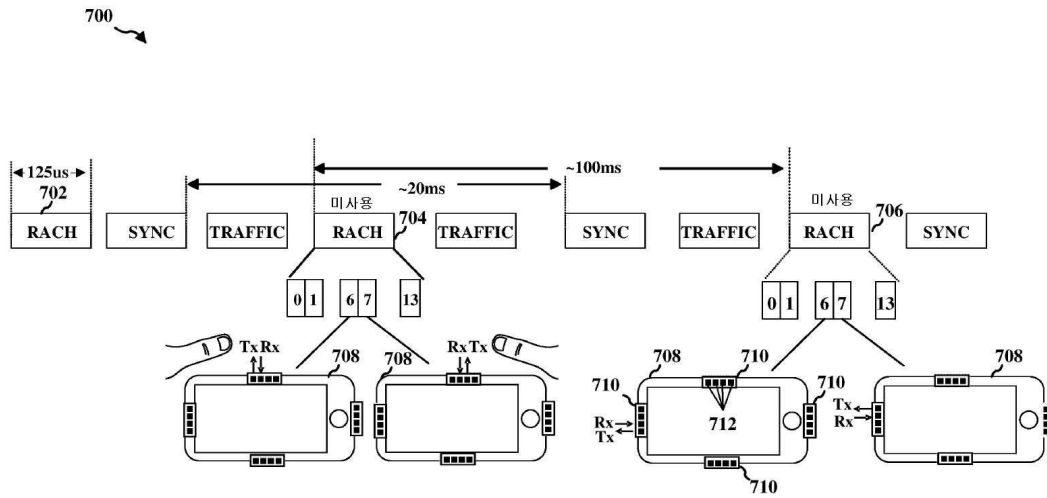 700
125us
~100ms
702
~20ms
미사용
704
미사용
706
RACH
SYNC
TRAFFIC
RACH
TRAFFIC
SYNC
TRAFFIC
RACH
SYNC
0 1
6 7
13
0 1
6 7
13
Tx Rx
708
708
Rx Tx
708
710
710
708
710
Rx
Tx
712
Tx
Rx
710